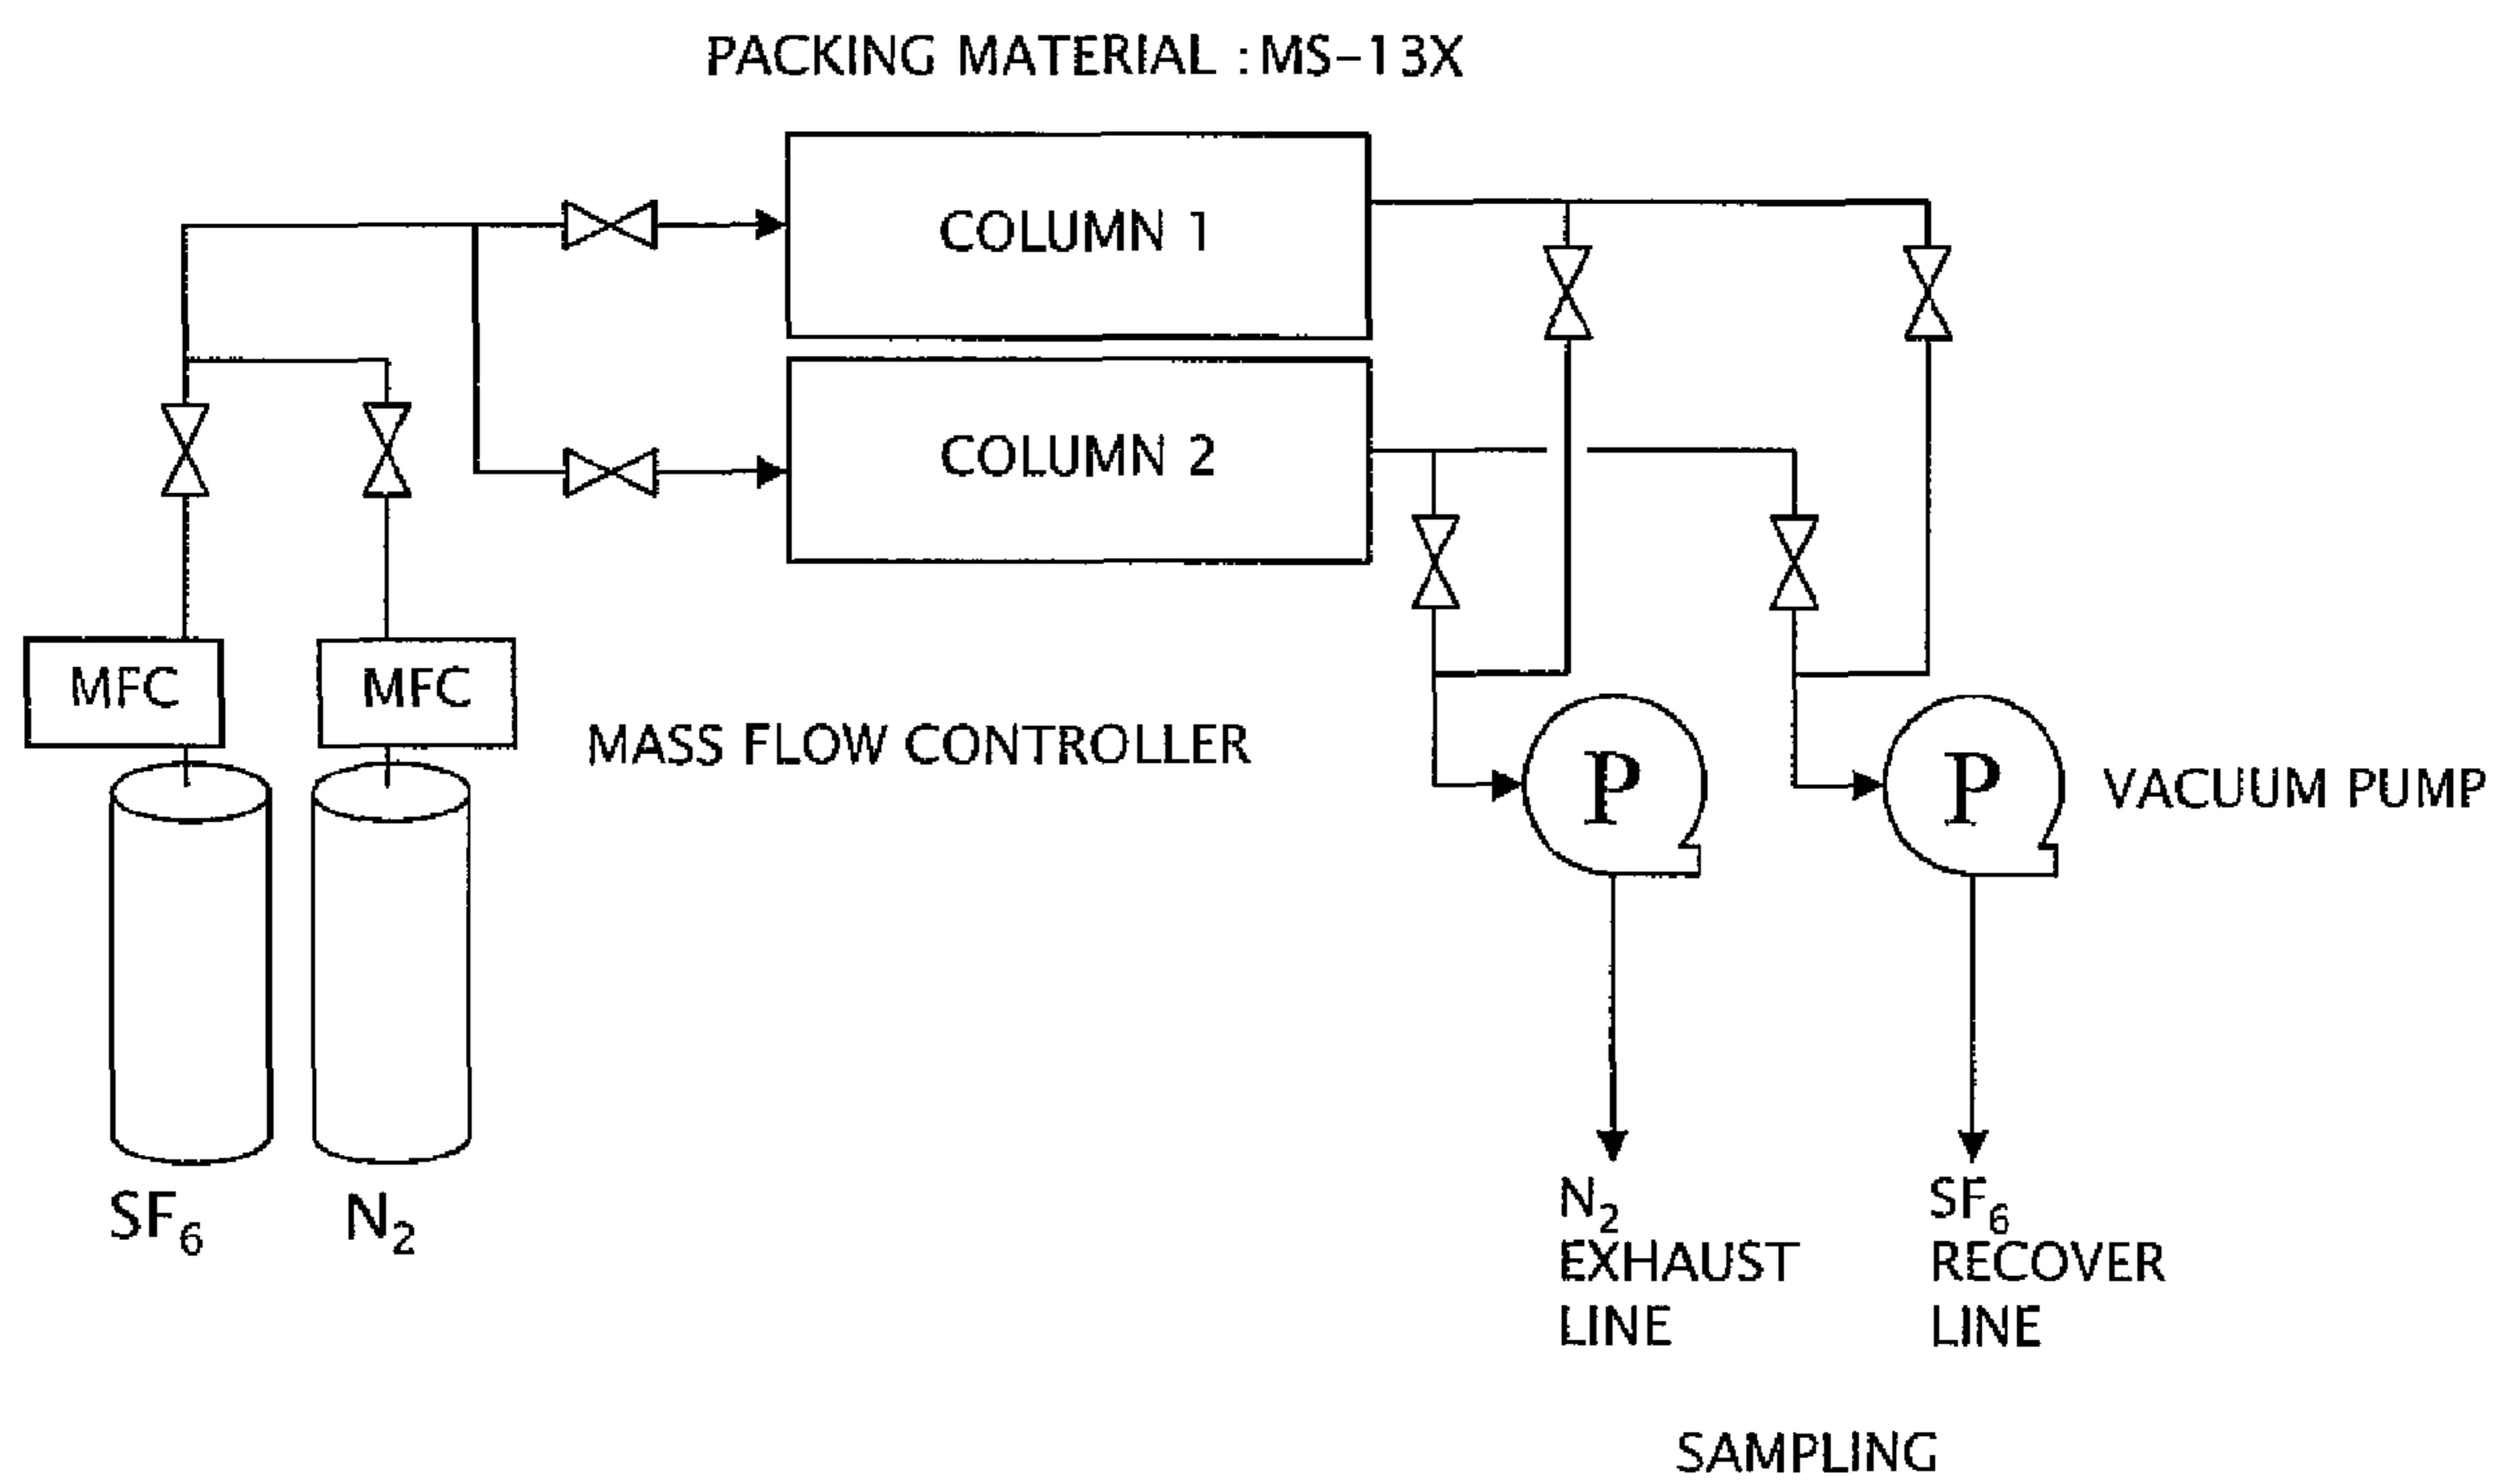 PACKING MATERIAL : MS-13X
COLUMN 1
COLUMN 2
MFC
MFC
MASS FLOW CONTROLLER
P
P
VACUUM PUMP
SF₆
N₂
N₂
EXHAUST
LINE
SF₆
RECOVER
LINE
SAMPLING